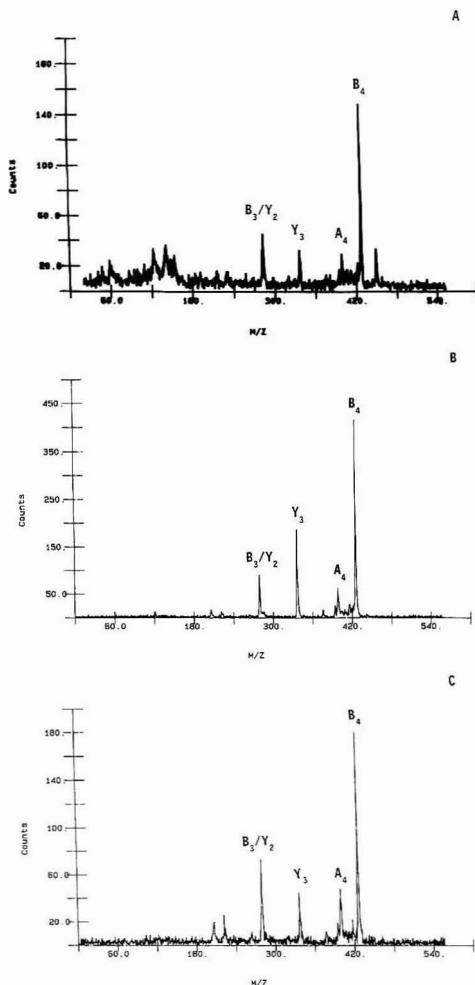 A
180.
140.
100.
60.
20.
Counts
B₄
B₃/Y₂
Y₃
A₄
60.0
180.
300.
420.
540.
M/Z
B
450.
350.
250.
150.
50.0
Counts
B₄
Y₃
B₃/Y₂
A₄
60.0
180.
300.
420.
540.
M/Z
C
180.
140.
100.
60.0
20.0
Counts
B₄
B₃/Y₂
Y₃
A₄
60.0
180.
300.
420.
540.
M/Z